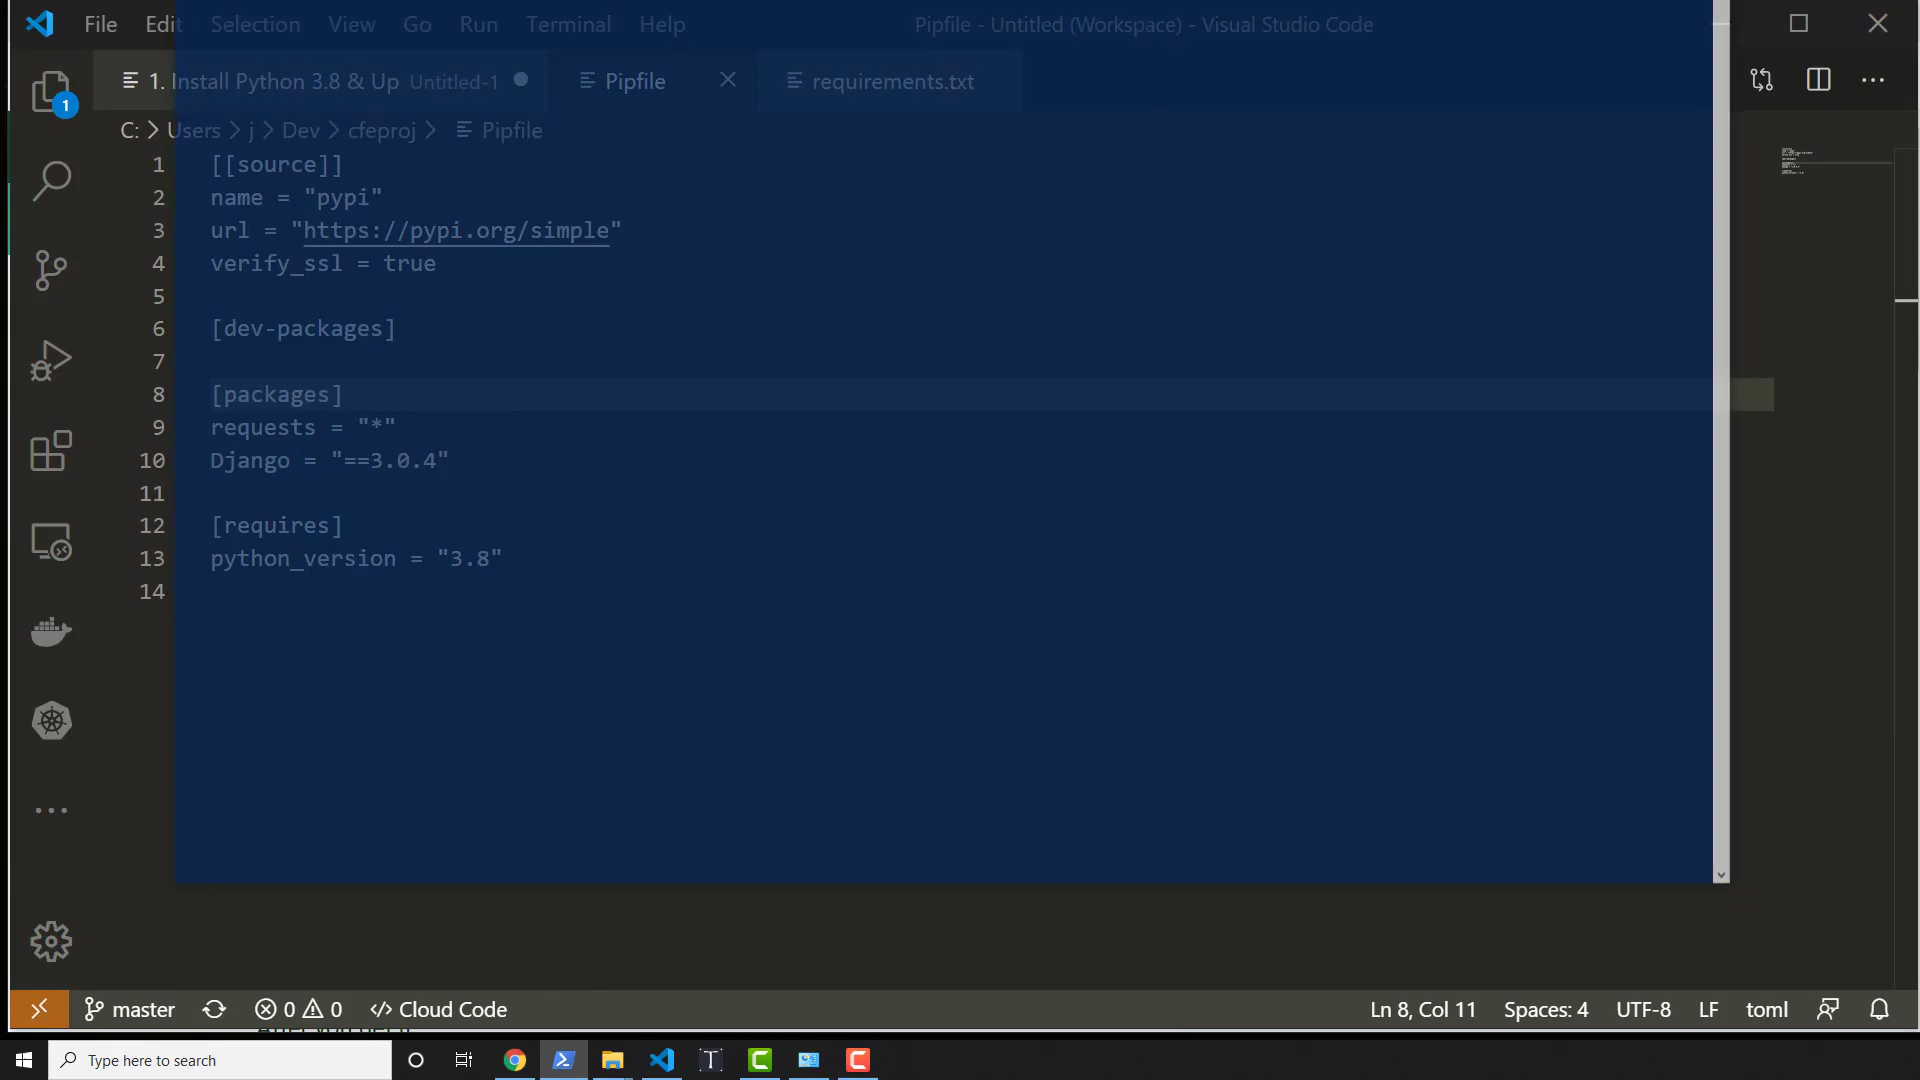 File Edit Selection View Go Run Terminal Help Pipfile - Untitled (Workspace) - Visual Studio Code
1. Install Python 3.8 & Up Untitled-1 Pipfile requirements.txt
1
C: > Users > j > Dev > cfeproj > Pipfile
1 [[source]]
2 name = "pypi"
3 url = "https://pypi.org/simple"
4 verify_ssl = true
5
6 [dev-packages]
7
8 [packages]
9 requests = "*"
10 Django = "==3.0.4"
11
12 [requires]
13 python_version = "3.8"
14
master 0 0 Cloud Code Ln 8, Col 11 Spaces: 4 UTF-8 LF toml
Type here to search